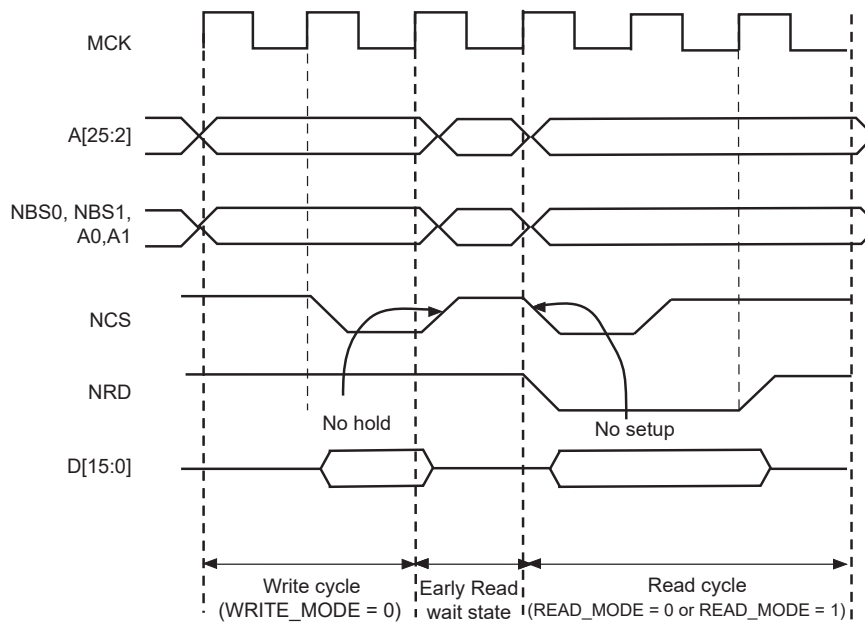 MCK
A[25:2]
NBS0, NBS1,
A0,A1
NCS
NRD
No hold
No setup
D[15:0]
Write cycle
(WRITE_MODE = 0)
Early Read
wait state
Read cycle
(READ_MODE = 0 or READ_MODE = 1)